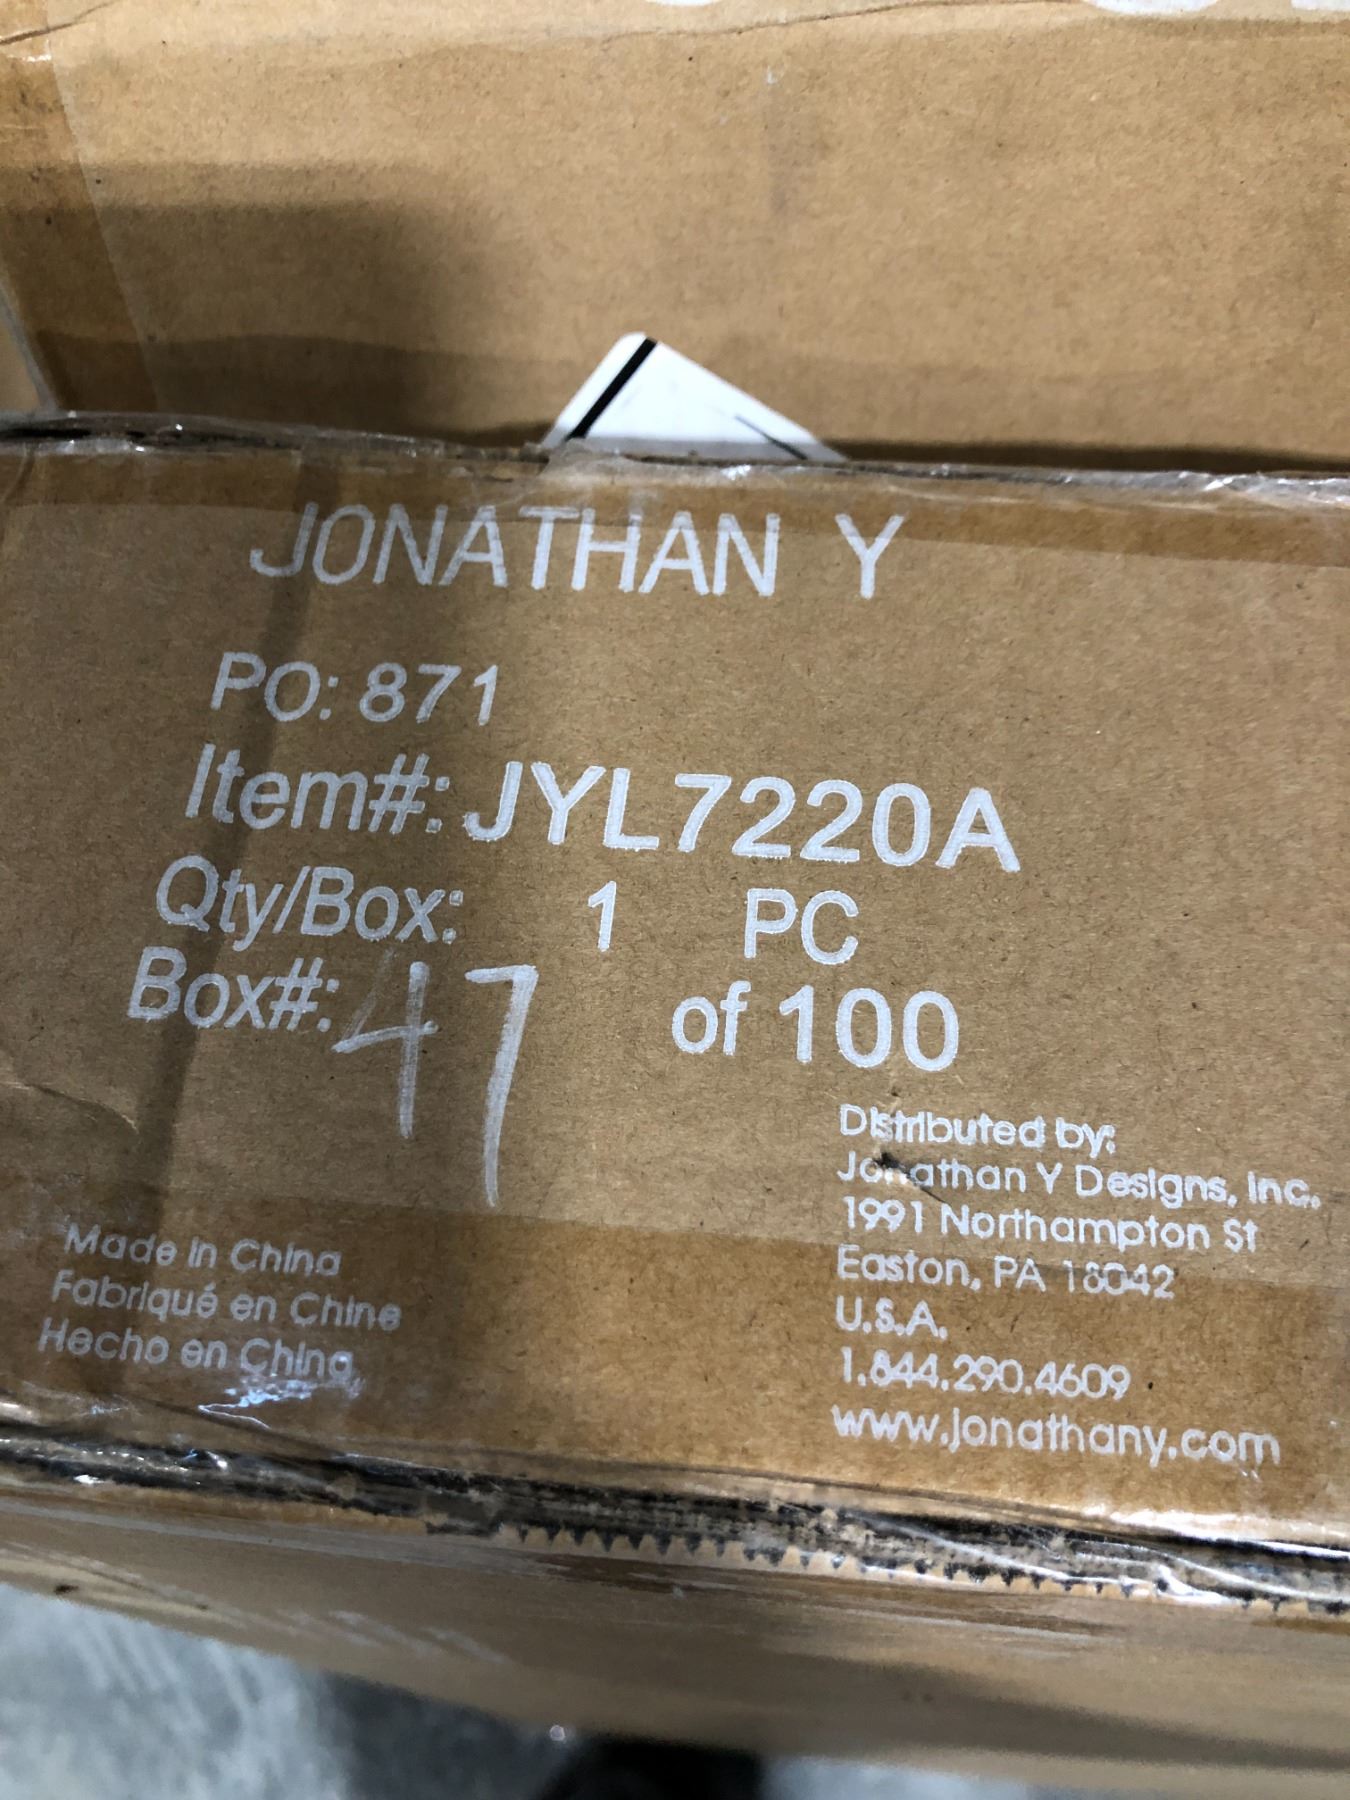 JONATHAN Y
PO: 871
Item#: JYL7220A
Qty/Box: 1 PC
Box#: 47 of 100
Distributed by:
Jonathan Y Designs, Inc.
1991 Northampton St
Easton, PA 18042
U.S.A.
1.844.290.4609
www.jonathany.com
Made in China
Fabriqué en Chine
Hecho en China